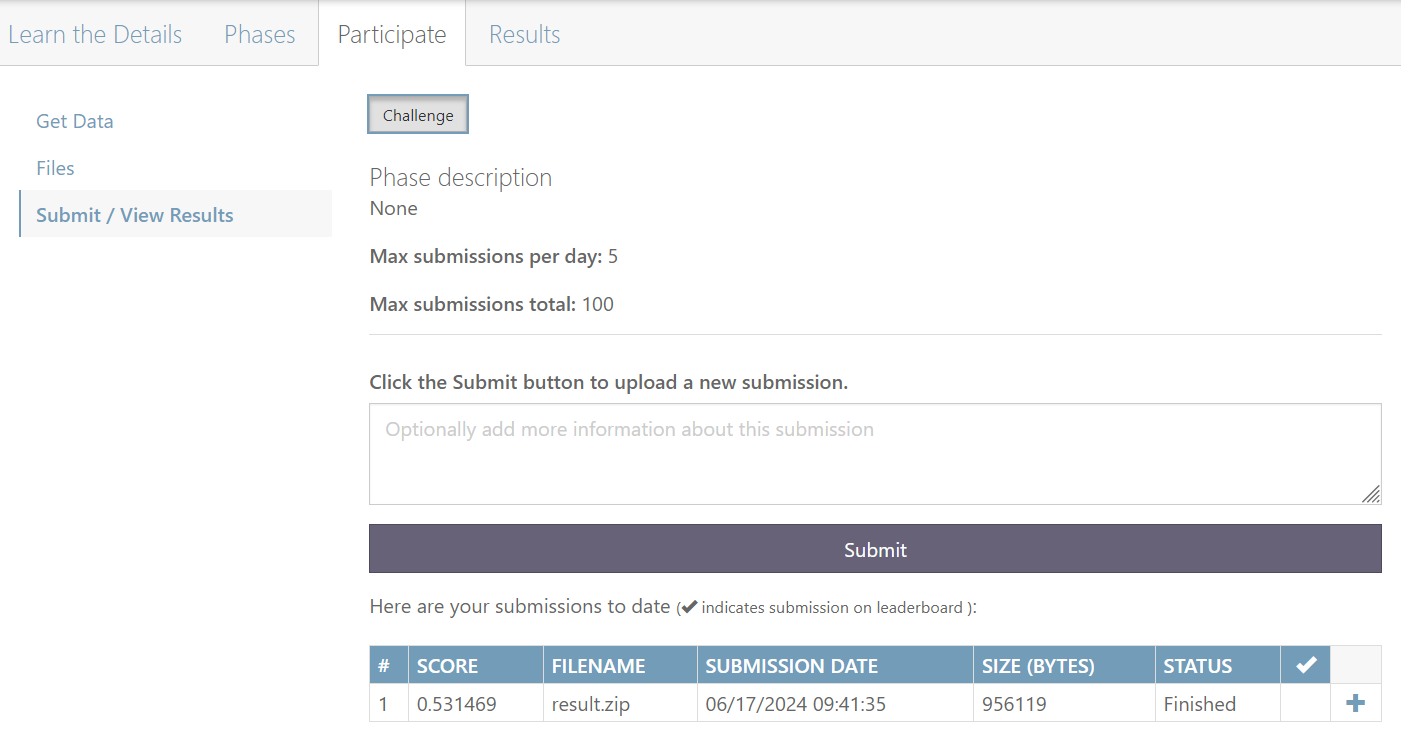 Learn the Details Phases Participate Results
Get Data
Files
Submit / View Results
Challenge
Phase description
None
Max submissions per day: 5
Max submissions total: 100
Click the Submit button to upload a new submission.
Optionally add more information about this submission
Submit
Here are your submissions to date (✔ indicates submission on leaderboard ):
# SCORE FILENAME SUBMISSION DATE SIZE (BYTES) STATUS ✔
1 0.531469 result.zip 06/17/2024 09:41:35 956119 Finished +